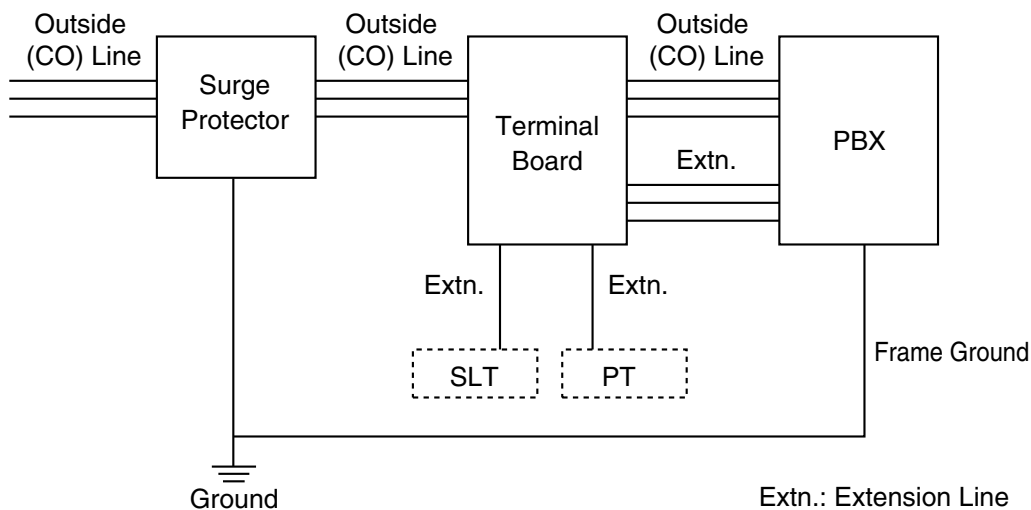 Outside
(CO) Line
Outside
(CO) Line
Outside
(CO) Line
Surge
Protector
Terminal
Board
PBX
Extn.
Extn.
Extn.
SLT
PT
Frame Ground
Ground
Extn.: Extension Line